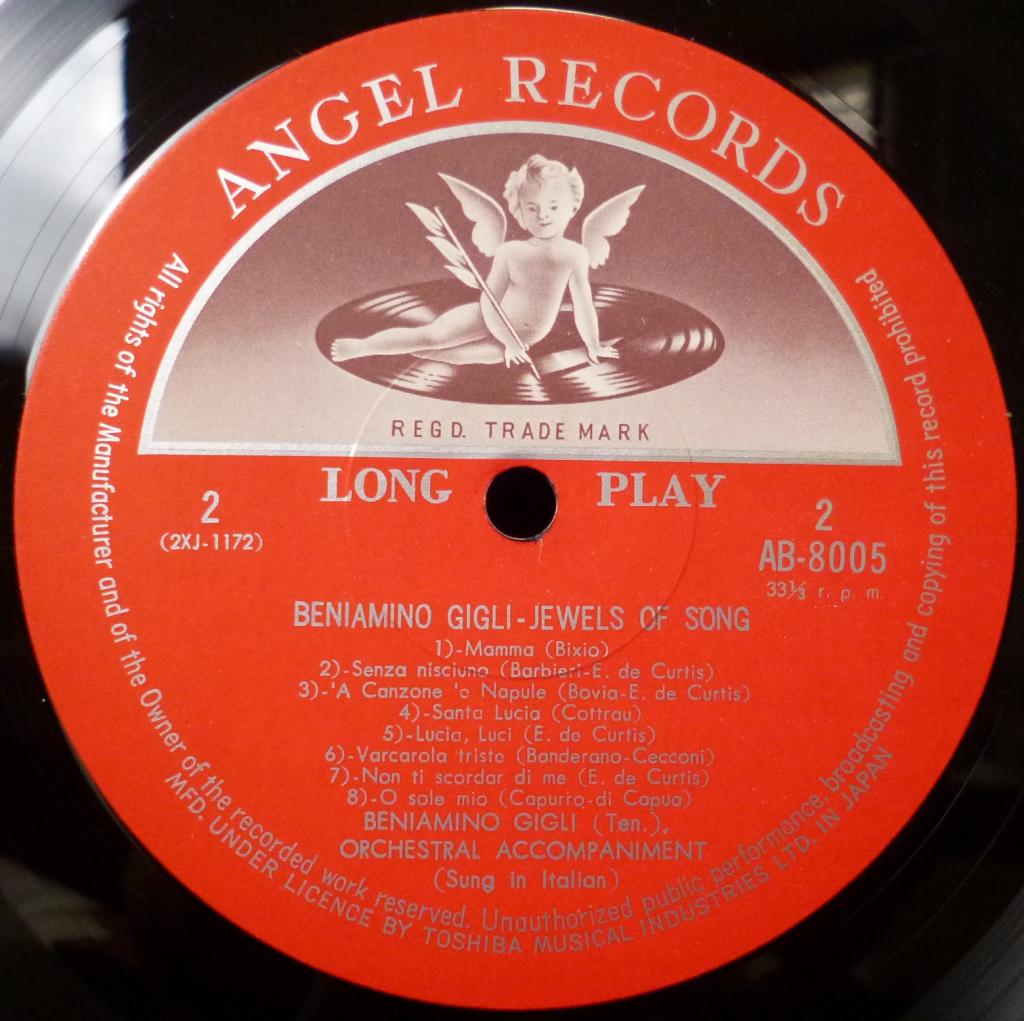 ANGEL RECORDS
REGD. TRADE MARK
LONG PLAY
2
(2XJ-1172)
2
AB-8005
33⅓ r. p. m.
BENIAMINO GIGLI-JEWELS OF SONG
1)-Mamma (Bixio)
2)-Senza nisciuno (Barbieri-E. de Curtis)
3)-'A Canzone 'e Napule (Bovia-E. de Curtis)
4)-Santa Lucia (Cottrau)
5)-Lucia, Luci (E. de Curtis)
6)-Varcarola triste (Banderano-Cecconi)
7)-Non ti scordar di me (E. de Curtis)
8)-O sole mio (Capurro-di Capua)
BENIAMINO GIGLI (Ten.),
ORCHESTRAL ACCOMPANIMENT
(Sung in Italian)
All rights of the Manufacturer and of the Owner of the recorded work reserved. Unauthorized public performance, broadcasting and copying of this record prohibited
MFD. UNDER LICENCE BY TOSHIBA MUSICAL INDUSTRIES LTD. IN JAPAN